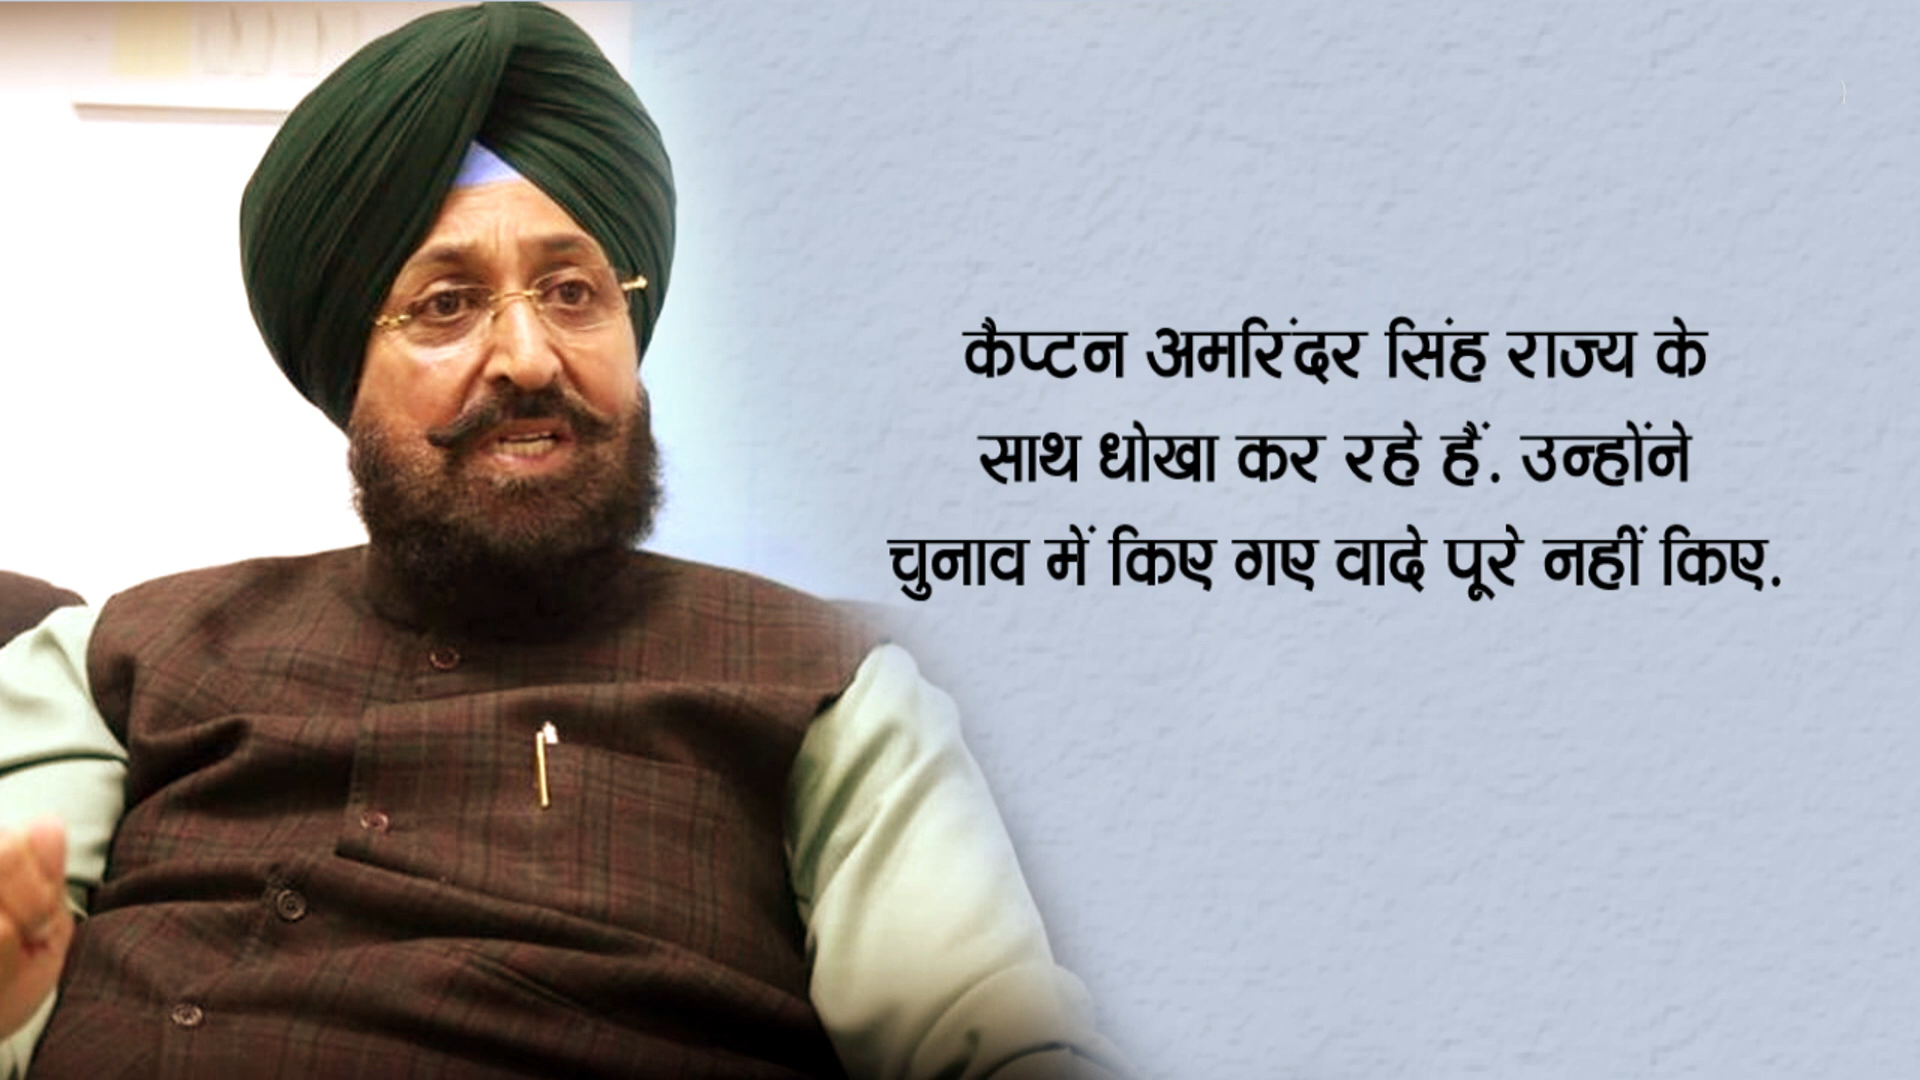 कैप्टन अमरिंदर सिंह राज्य के
साथ धोखा कर रहे हैं. उन्होंने
चुनाव में किए गए वादे पूरे नहीं किए.